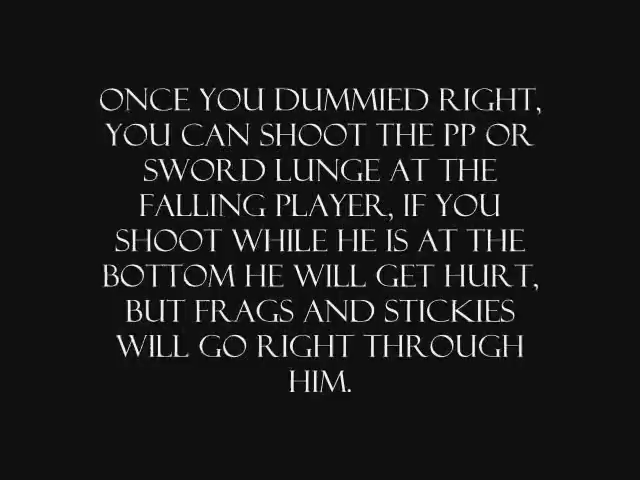 ONCE YOU DUMMIED RIGHT,
YOU CAN SHOOT THE PP OR
SWORD LUNGE AT THE
FALLING PLAYER, IF YOU
SHOOT WHILE HE IS AT THE
BOTTOM HE WILL GET HURT,
BUT FRAGS AND STICKIES
WILL GO RIGHT THROUGH
HIM.